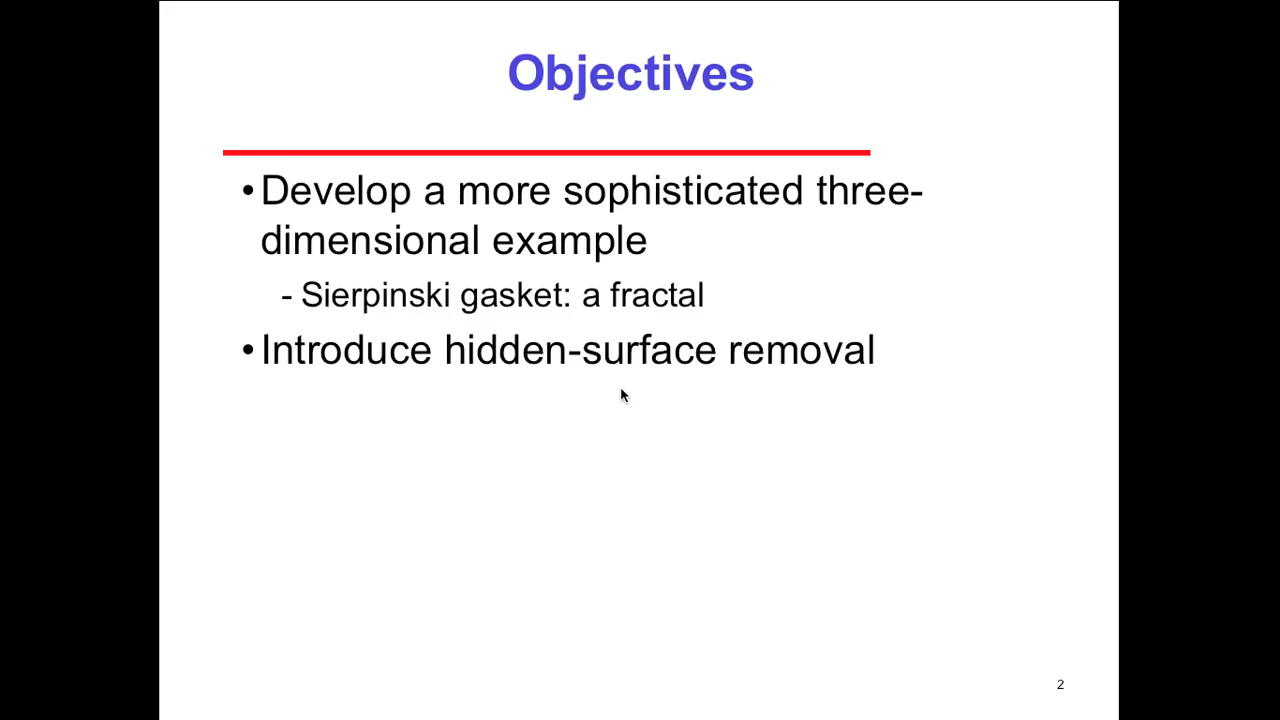 Objectives
•Develop a more sophisticated three-
dimensional example
- Sierpinski gasket: a fractal
•Introduce hidden-surface removal
2